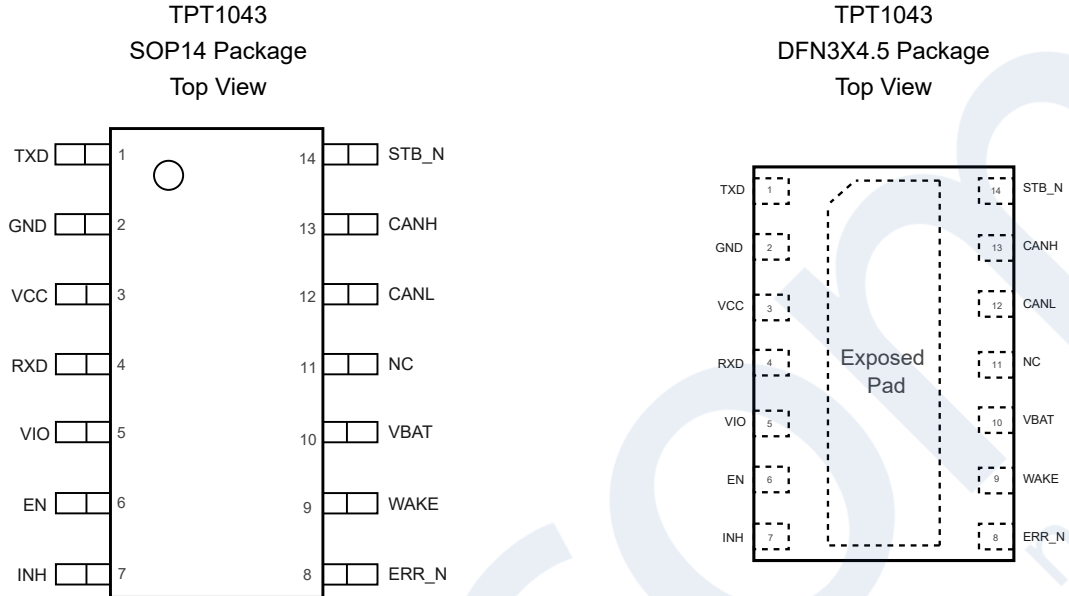 TPT1043
SOP14 Package
Top View
TXD 1 14 STB_N
GND 2 13 CANH
VCC 3 12 CANL
RXD 4 11 NC
VIO 5 10 VBAT
EN 6 9 WAKE
INH 7 8 ERR_N
TPT1043
DFN3X4.5 Package
Top View
TXD 1 14 STB_N
GND 2 13 CANH
VCC 3 12 CANL
RXD 4 11 NC
VIO 5 10 VBAT
EN 6 9 WAKE
INH 7 8 ERR_N
Exposed
Pad